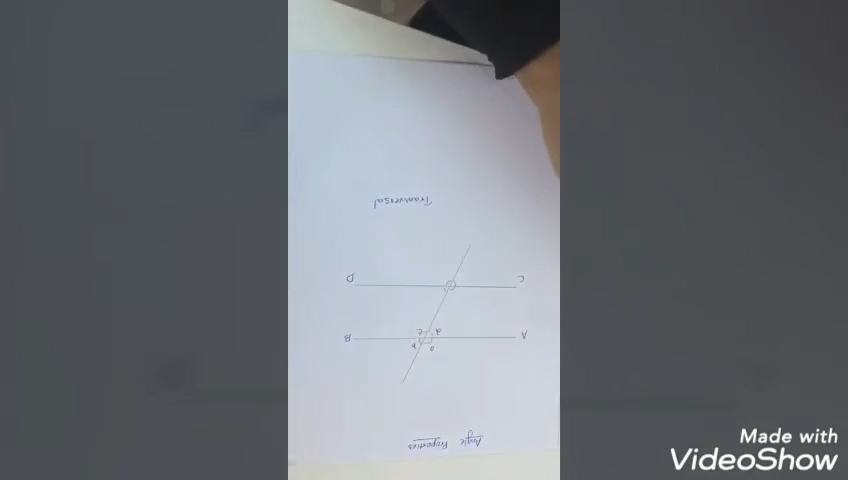 Angle Properties
a b
A B
d c
C D
Transversal
Made with
VideoShow